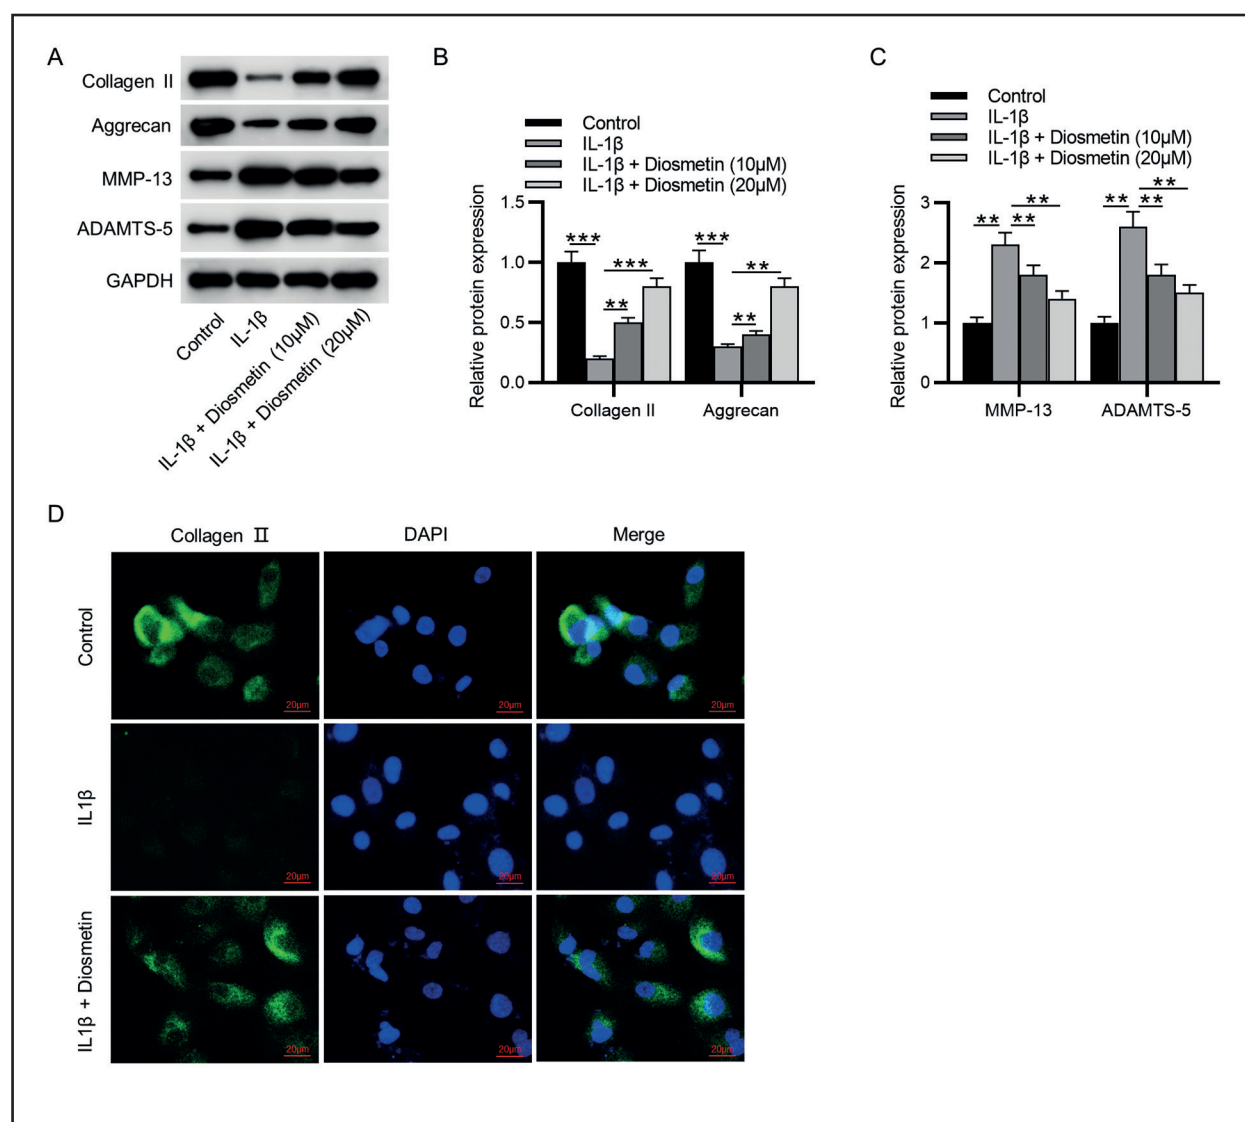 A
Collagen II
Aggrecan
MMP-13
ADAMTS-5
GAPDH
Control
IL-1β
IL-1β + Diosmetin (10μM)
IL-1β + Diosmetin (20μM)
B
Control
IL-1β
IL-1β + Diosmetin (10μM)
IL-1β + Diosmetin (20μM)
Relative protein expression
1.5
1.0
0.5
0.0
***
***
**
***
**
**
Collagen II
Aggrecan
C
Control
IL-1β
IL-1β + Diosmetin (10μM)
IL-1β + Diosmetin (20μM)
Relative protein expression
3
2
1
0
**
**
**
**
**
**
MMP-13
ADAMTS-5
D
Collagen II
DAPI
Merge
Control
20μm
20μm
20μm
IL1β
20μm
20μm
20μm
IL1β + Diosmetin
20μm
20μm
20μm